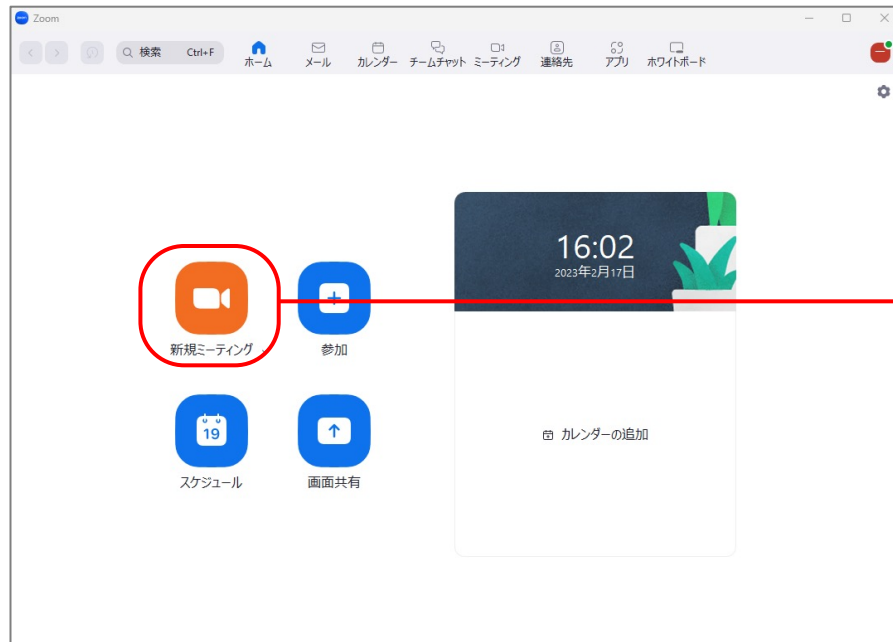 Zoom
検索 Ctrl+F
ホーム
メール
カレンダー
チームチャット
ミーティング
連絡先
アプリ
ホワイトボード
16:02
2023年2月17日
新規ミーティング
参加
19
スケジュール
画面共有
カレンダーの追加